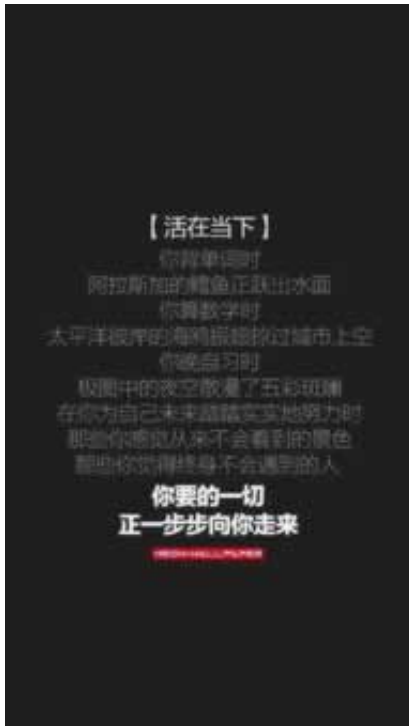 【活在当下】
你背单词时
阿拉斯加的鳕鱼正跃出水面
你算数学时
太平洋彼岸的海鸥振翅掠过城市上空
你晚自习时
极图中的夜空散漫了五彩斑斓
在你为自己未来踏踏实实地努力时
那些你感觉从来不会看到的景色
那些你觉得终身不会遇到的人
你要的一切
正一步步向你走来